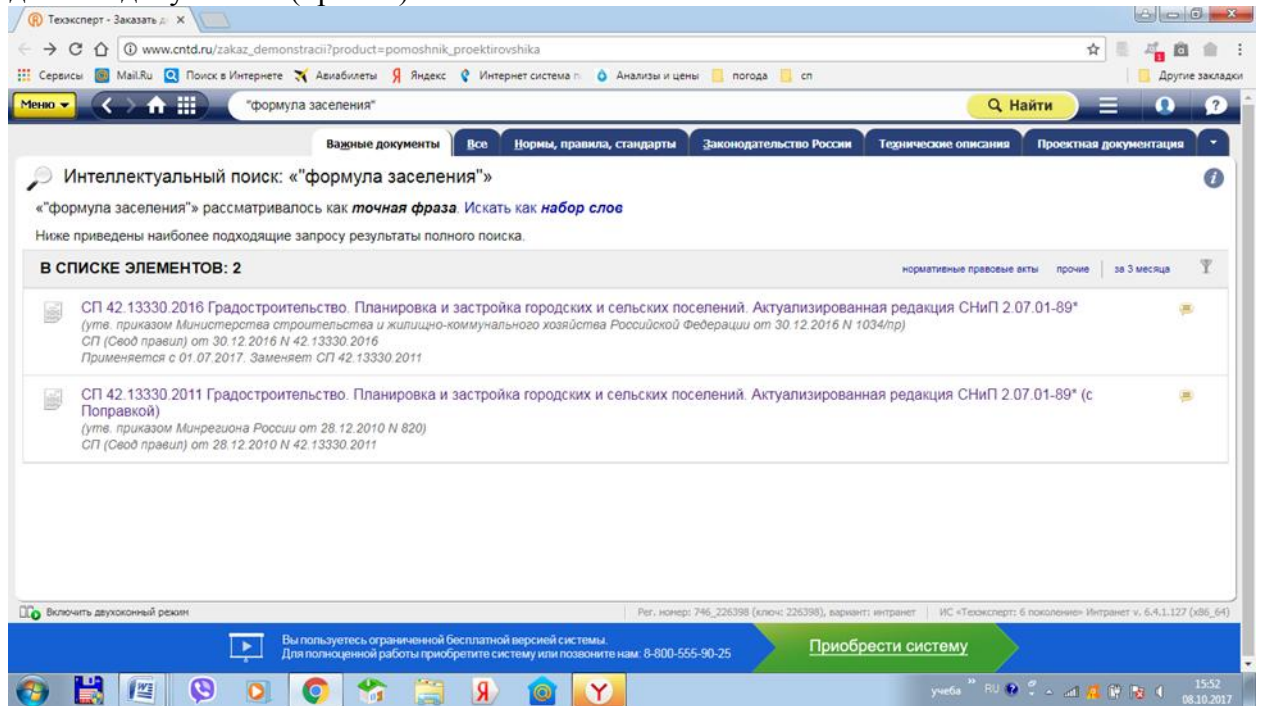 Техэксперт - Заказать д
www.cntd.ru/zakaz_demonstracii?product=pomoshnik_proektirovshika
Сервисы Mail.Ru Поиск в Интернете Авиабилеты Яндекс Интернет система п Анализы и цены погода сп Другие закладки
Меню "формула заселения" Найти
Важные документы Все Нормы, правила, стандарты Законодательство России Технические описания Проектная документация
Интеллектуальный поиск: «"формула заселения"»
«"формула заселения"» рассматривалось как точная фраза. Искать как набор слов
Ниже приведены наиболее подходящие запросу результаты полного поиска.
В СПИСКЕ ЭЛЕМЕНТОВ: 2 нормативные правовые акты прочие за 3 месяца
СП 42.13330.2016 Градостроительство. Планировка и застройка городских и сельских поселений. Актуализированная редакция СНиП 2.07.01-89*
(утв. приказом Министерства строительства и жилищно-коммунального хозяйства Российской Федерации от 30.12.2016 N 1034/пр)
СП (Свод правил) от 30.12.2016 N 42.13330.2016
Применяется с 01.07.2017. Заменяет СП 42.13330.2011
СП 42.13330.2011 Градостроительство. Планировка и застройка городских и сельских поселений. Актуализированная редакция СНиП 2.07.01-89* (с
Поправкой)
(утв. приказом Минрегиона России от 28.12.2010 N 820)
СП (Свод правил) от 28.12.2010 N 42.13330.2011
Включить двухоконный режим Рег. номер: 746_226398 (ключ: 226398), вариант: интранет ИС «Техэксперт: 6 поколение» Интранет v. 6.4.1.127 (x86_64)
Вы пользуетесь ограниченной бесплатной версией системы.
Для полноценной работы приобретите систему или позвоните нам: 8-800-555-90-25
Приобрести систему
учеба RU 15:52
08.10.2017